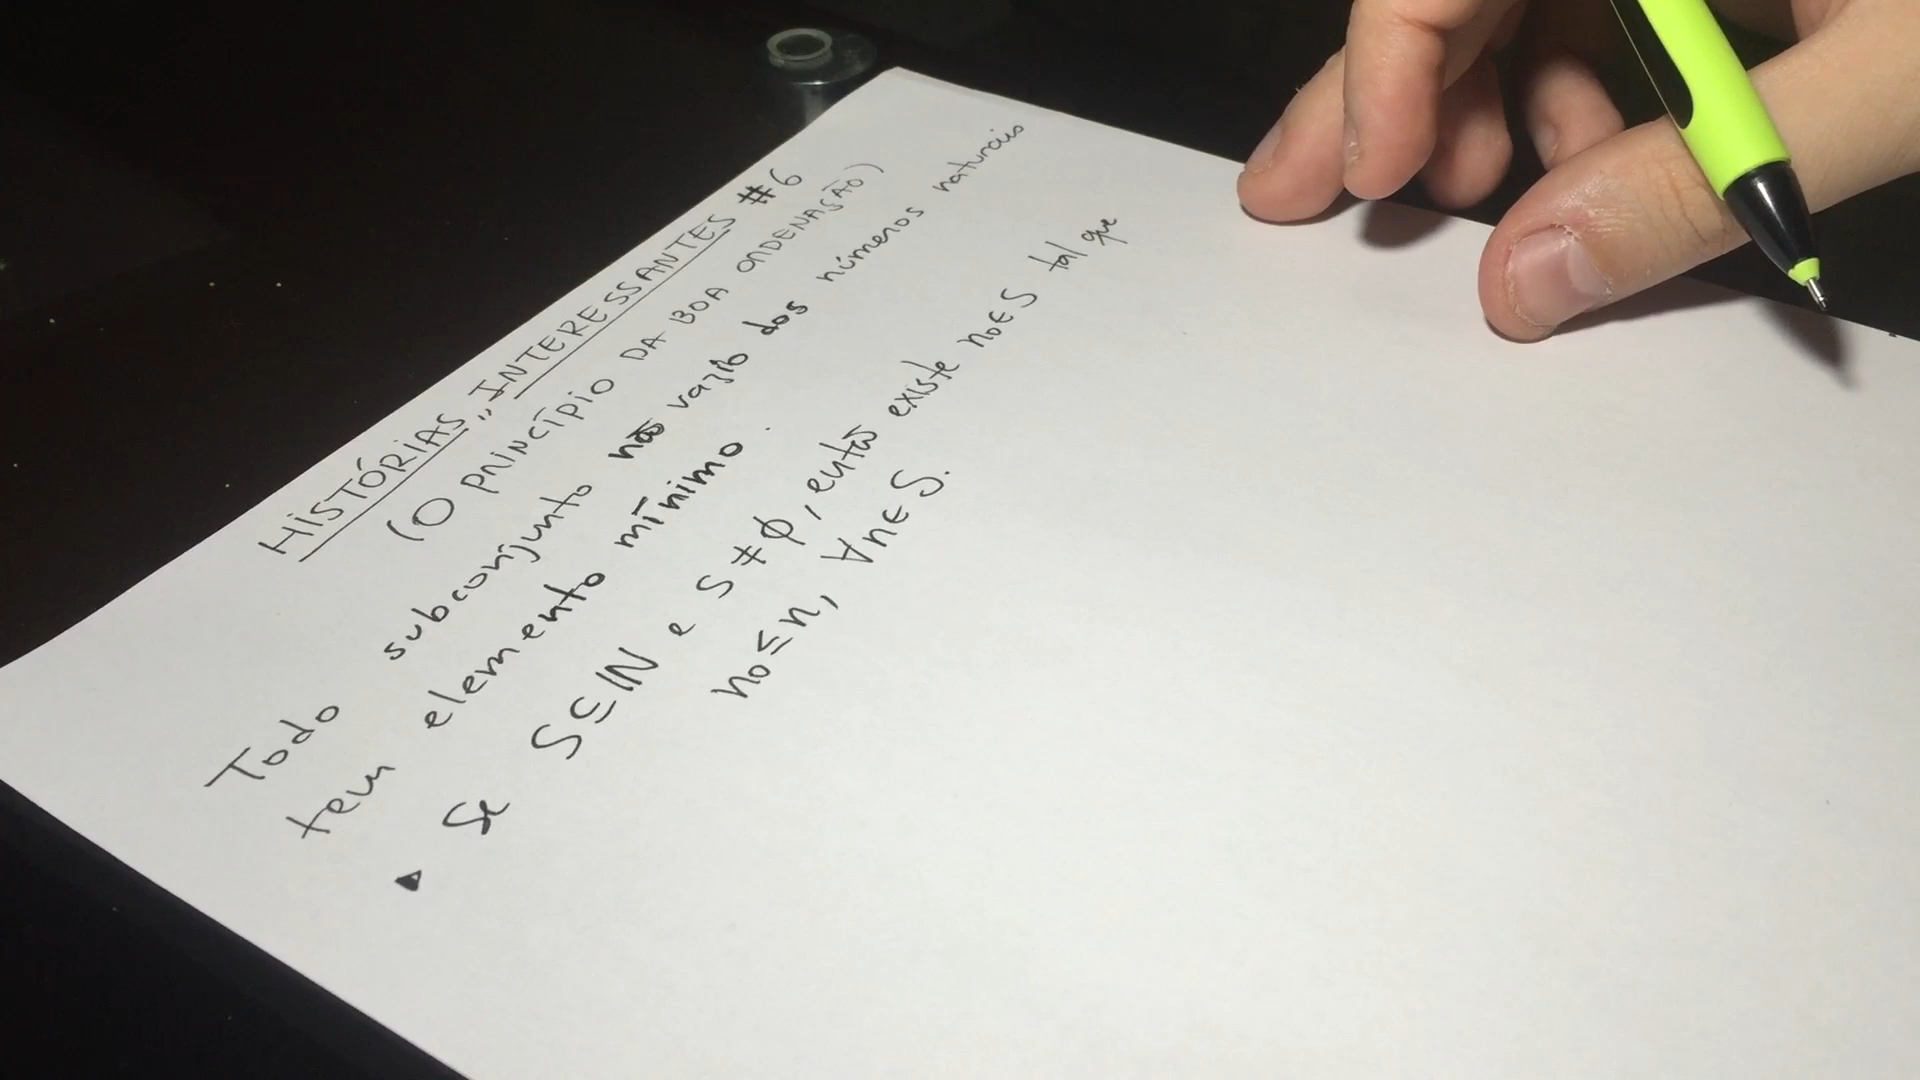 HISTÓRIAS „INTERESSANTES #6
(O PRINCÍPIO DA BOA ORDENAÇÃO)
Todo subconjunto não vazio dos números naturais
tem elemento mínimo.
▲ Se S⊆ℕ e S≠∅, então existe n₀∈S tal que
n₀≤n, ∀n∈S.